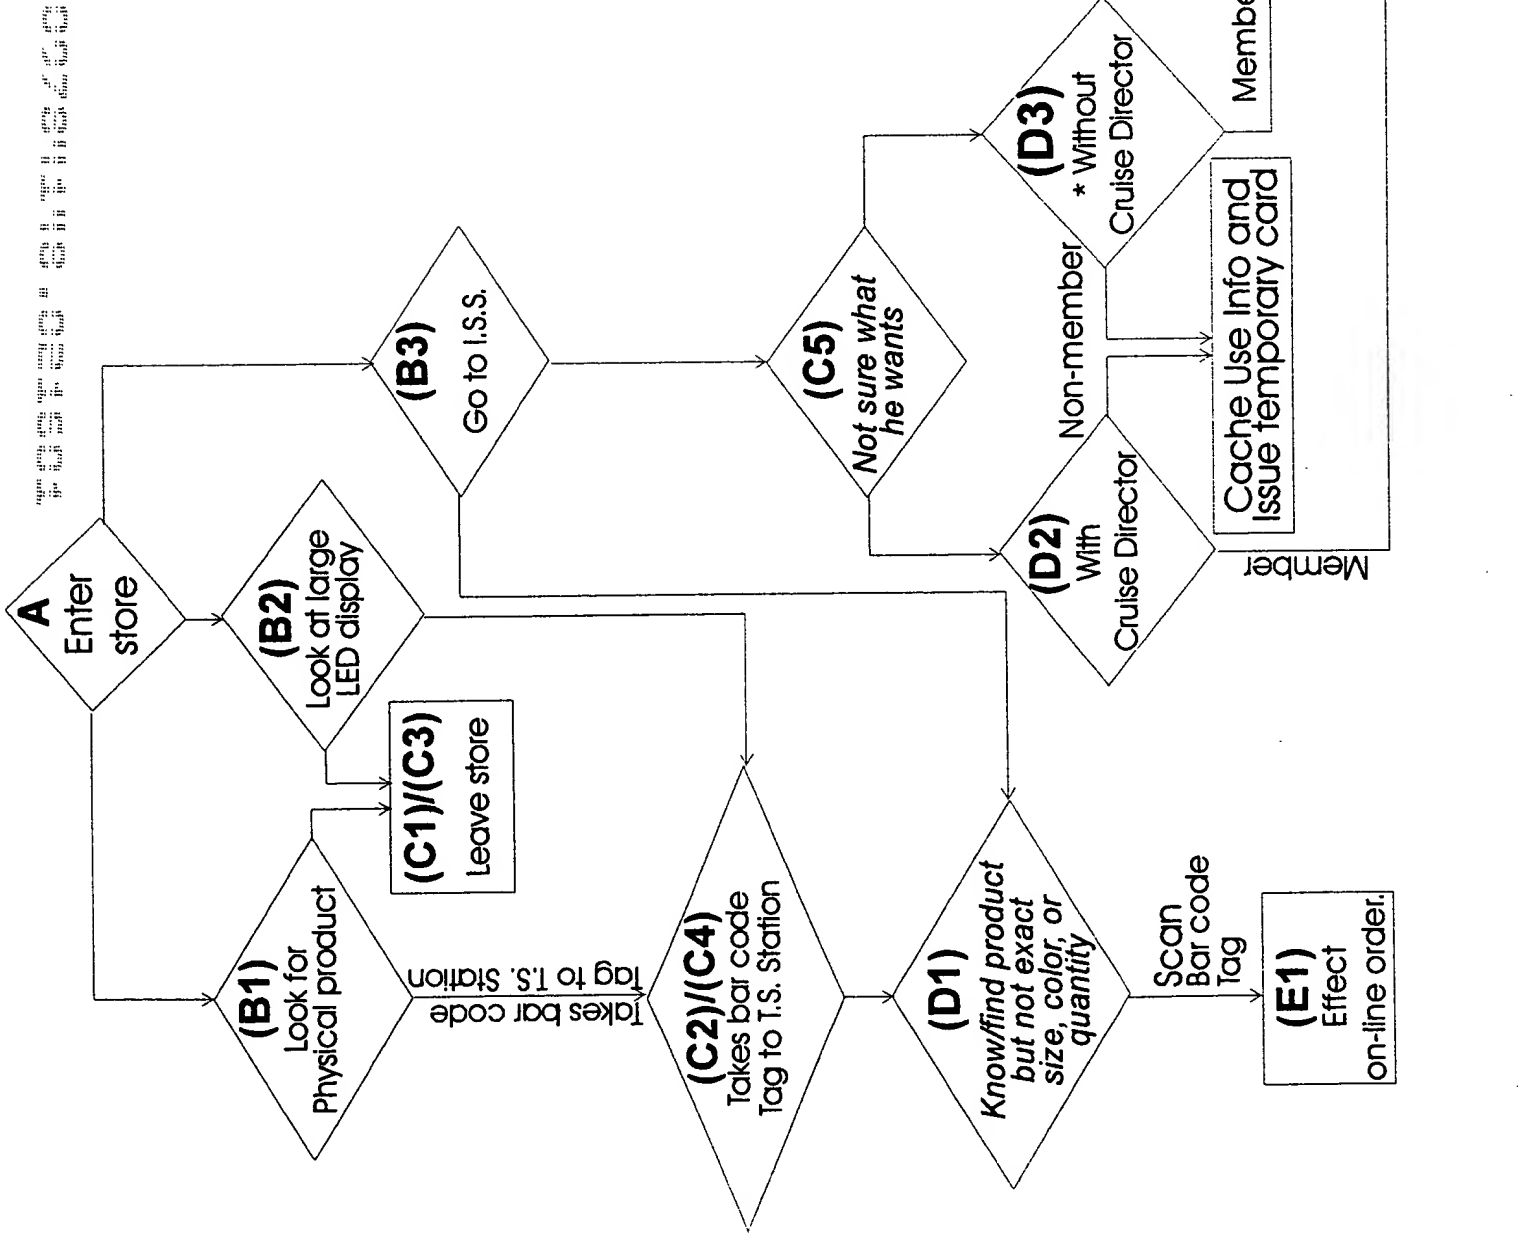 A
Enter
store
(B1)
Look for
Physical product
(B2)
Look at large
LED display
(B3)
Go to I.S.S.
(C1)/(C3)
Leave store
Takes bar code
Tag to T.S. Station
(C2)/(C4)
Takes bar code
Tag to T.S. Station
(C5)
Not sure what
he wants
(D1)
Know/find product
but not exact
size, color, or
quantity
(D2)
With
Cruise Director
(D3)
* Without
Cruise Director
Non-member
Member
Cache Use Info and
Issue temporary card
Scan
Bar code
Tag
(E1)
Effect
on-line order.